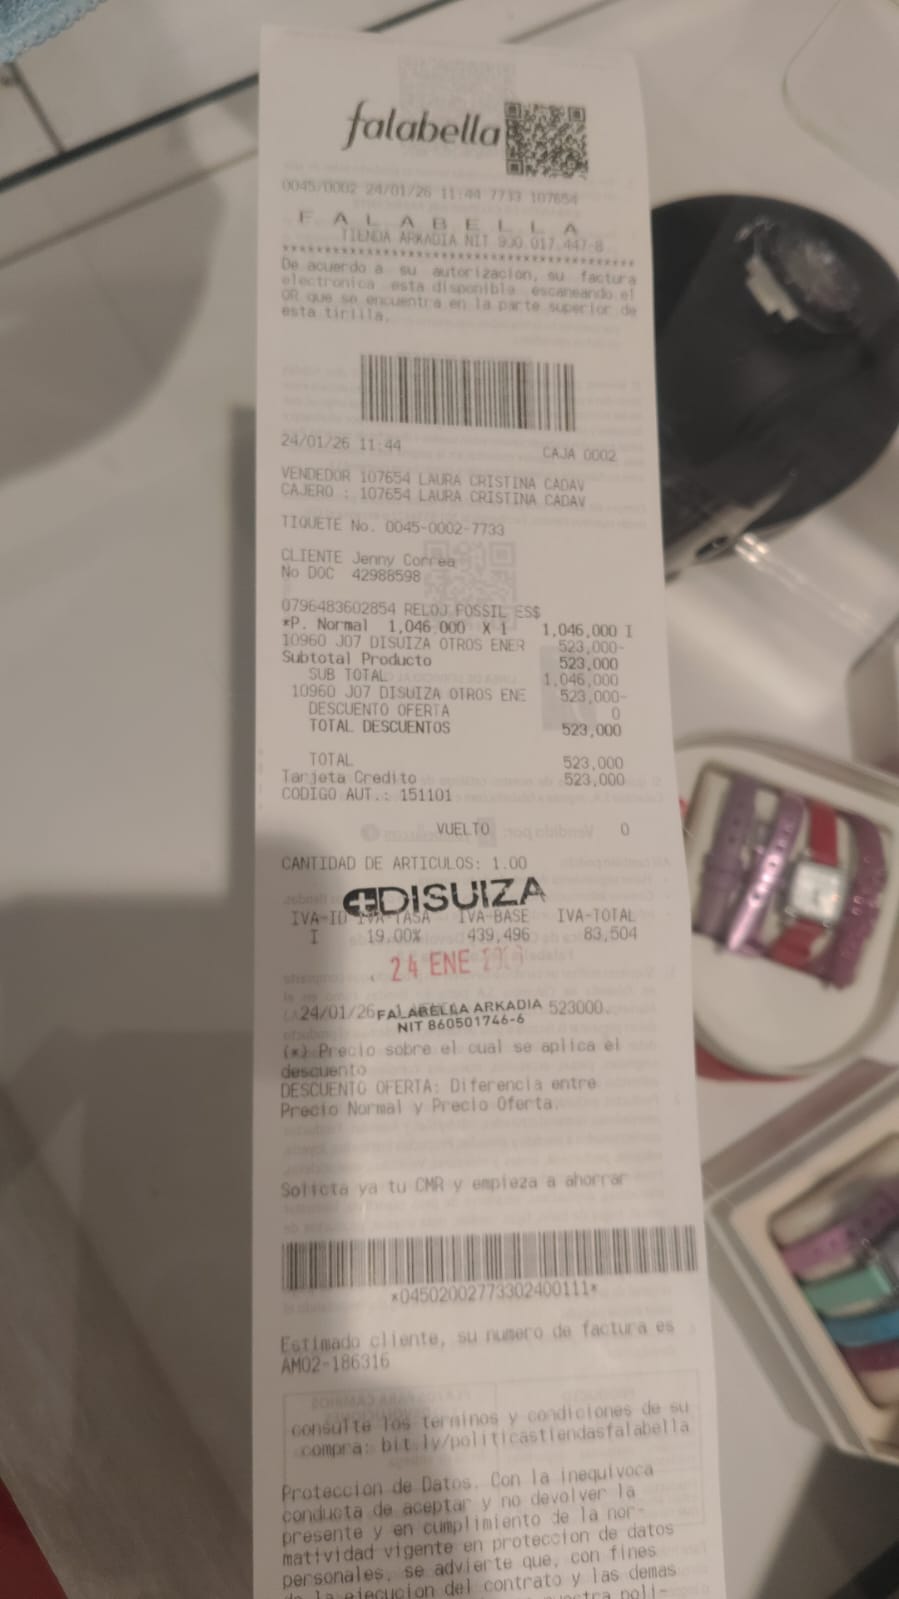 falabella
0045/0002 24/01/26 11:44 7733 107654
F A L A B E L L A
TIENDA ARKADIA NIT 900.017.447-8
****************************************
De acuerdo a su autorizacion, su factura
electronica esta disponible escaneando el
QR que se encuentra en la parte superior de
esta tirilla.
24/01/26 11:44 CAJA 0002
VENDEDOR 107654 LAURA CRISTINA CADAV
CAJERO : 107654 LAURA CRISTINA CADAV
TIQUETE No. 0045-0002-7733
CLIENTE Jenny Correa
No DOC 42988598
0796483602854 RELOJ FOSSIL ES$
*P. Normal 1,046,000 X 1 1,046,000 I
10960 J07 DISUIZA OTROS ENER 523,000-
Subtotal Producto 523,000
SUB TOTAL 1,046,000
10960 J07 DISUIZA OTROS ENE 523,000-
DESCUENTO OFERTA 0
TOTAL DESCUENTOS 523,000
TOTAL 523,000
Tarjeta Credito 523,000
CODIGO AUT.: 151101
VUELTO 0
CANTIDAD DE ARTICULOS: 1.00
DISUIZA
IVA-ID IVA-TASA IVA-BASE IVA-TOTAL
I 19.00% 439,496 83,504
24 ENE
24/01/26 523000.
FALABELLA ARKADIA
NIT 860501746-6
(*) Precio sobre el cual se aplica el
descuento
DESCUENTO OFERTA: Diferencia entre
Precio Normal y Precio Oferta.
Solicita ya tu CMR y empieza a ahorrar
*04502002773302400111*
Estimado cliente, su numero de factura es
AM02-186316
consulte los terminos y condiciones de su
compra: bit.ly/politicastiendasfalabella
Proteccion de Datos. Con la inequivoca
conducta de aceptar y no devolver la
presente y en cumplimiento de la nor-
matividad vigente en proteccion de datos
personales, se advierte que, con fines
de la ejecucion del contrato y las demas